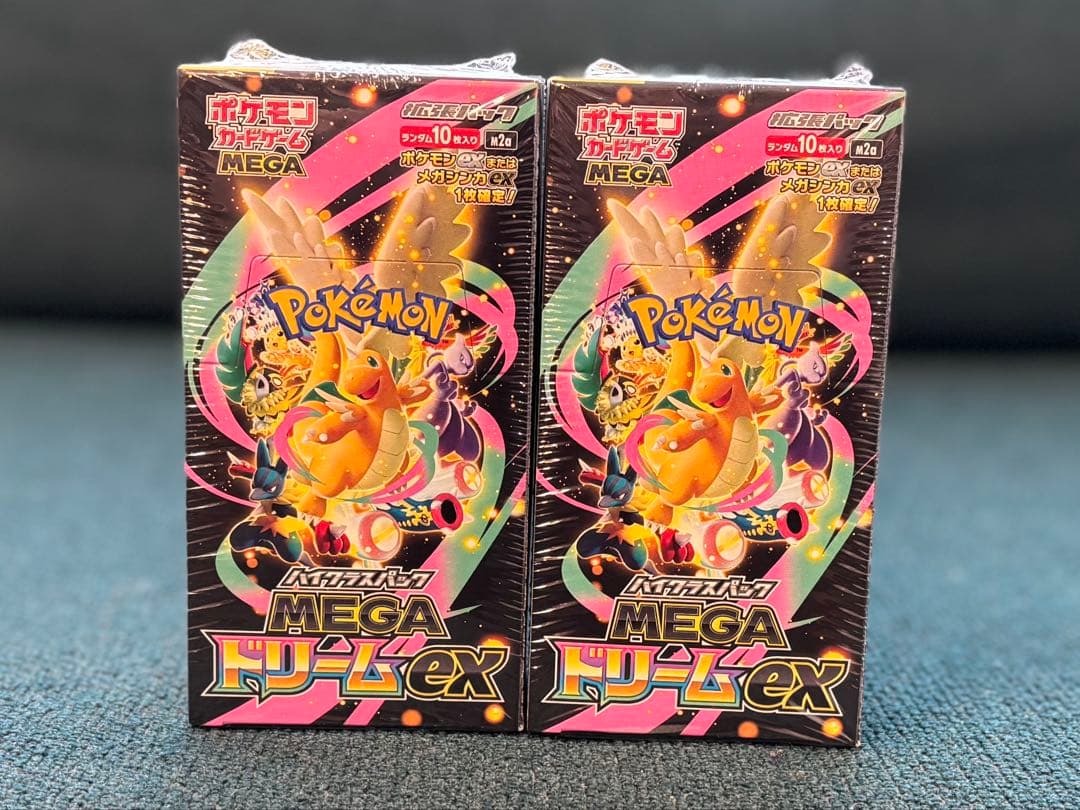 ポケモン
カードゲーム
MEGA
拡張パック
ランダム10枚入り M2a
ポケモンexまたは
メガシンカex
1枚確定!
Pokémon
ハイクラスパック
MEGA
ドリームex
ポケモン
カードゲーム
MEGA
拡張パック
ランダム10枚入り M2a
ポケモンexまたは
メガシンカex
1枚確定!
Pokémon
ハイクラスパック
MEGA
ドリームex